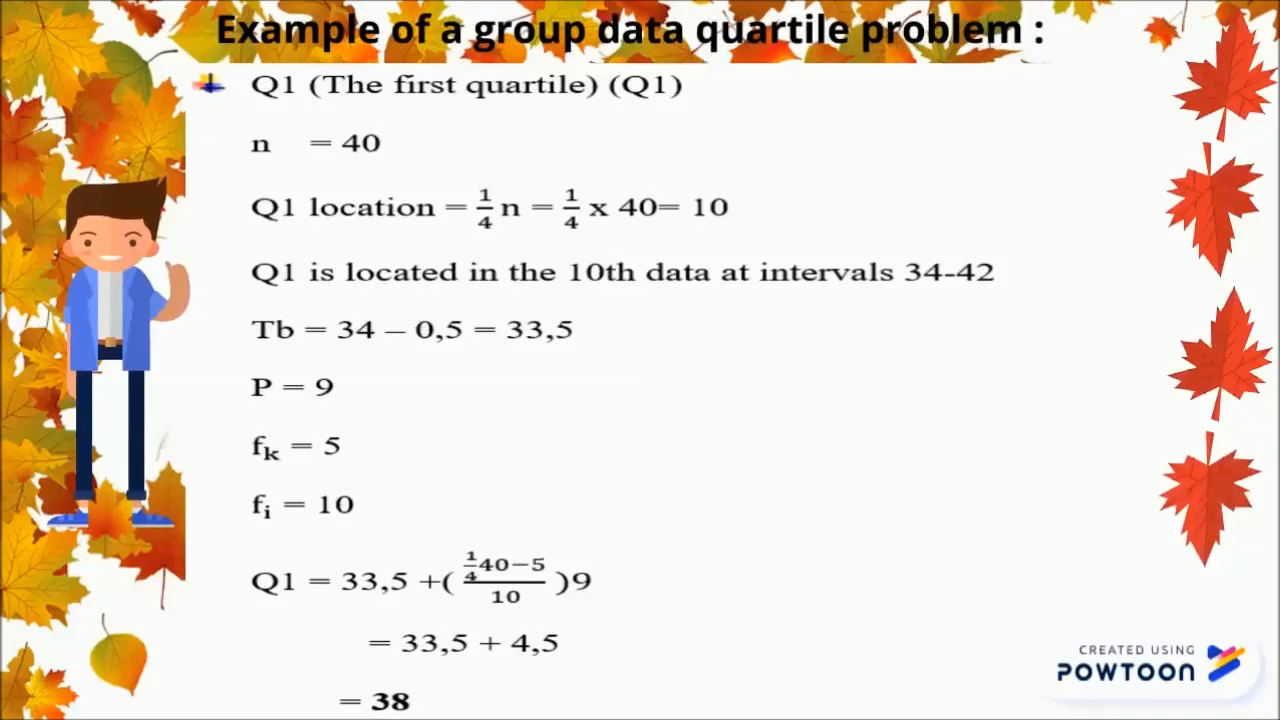 Example of a group data quartile problem :
Q1 (The first quartile) (Q1)
n = 40
Q1 location = 1/4 n = 1/4 x 40= 10
Q1 is located in the 10th data at intervals 34-42
Tb = 34 – 0,5 = 33,5
P = 9
fk = 5
fi = 10
Q1 = 33,5 +( (1/4 40−5)/10 )9
= 33,5 + 4,5
= 38
CREATED USING
POWTOON